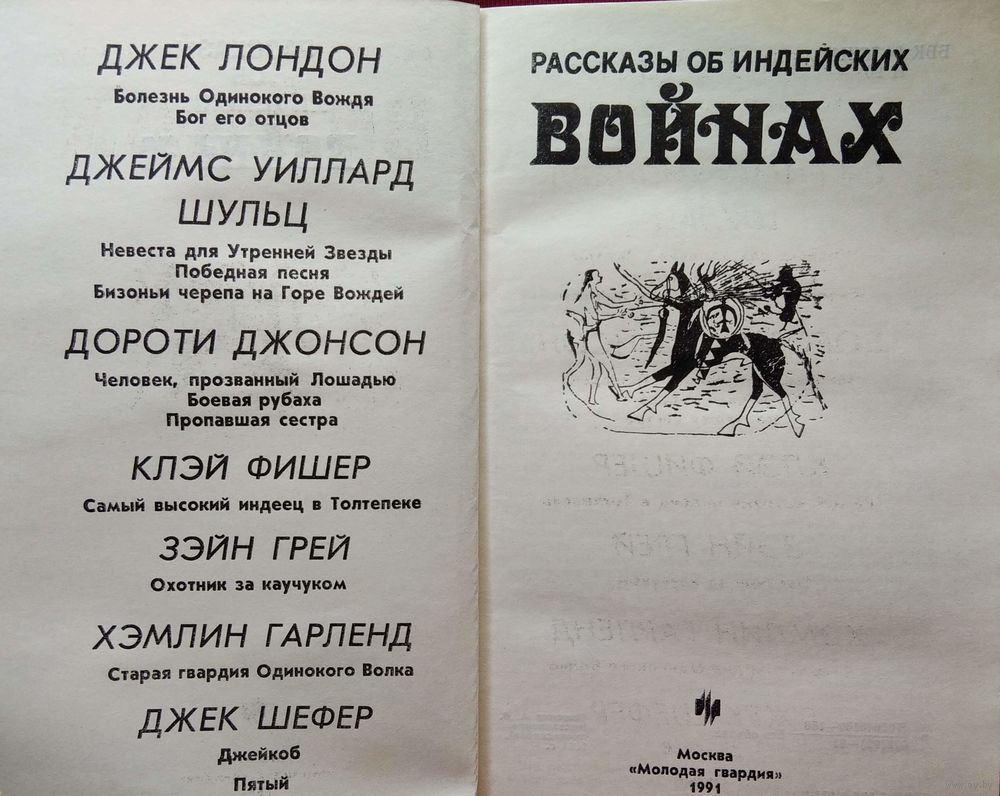 ДЖЕК ЛОНДОН
Болезнь Одинокого Вождя
Бог его отцов
ДЖЕЙМС УИЛЛАРД
ШУЛЬЦ
Невеста для Утренней Звезды
Победная песня
Бизоньи черепа на Горе Вождей
ДОРОТИ ДЖОНСОН
Человек, прозванный Лошадью
Боевая рубаха
Пропавшая сестра
КЛЭЙ ФИШЕР
Самый высокий индеец в Толтепеке
ЗЭЙН ГРЕЙ
Охотник за каучуком
ХЭМЛИН ГАРЛЕНД
Старая гвардия Одинокого Волка
ДЖЕК ШЕФЕР
Джейкоб
Пятый
РАССКАЗЫ ОБ ИНДЕЙСКИХ
ВОЙНАХ
Москва
«Молодая гвардия»
1991